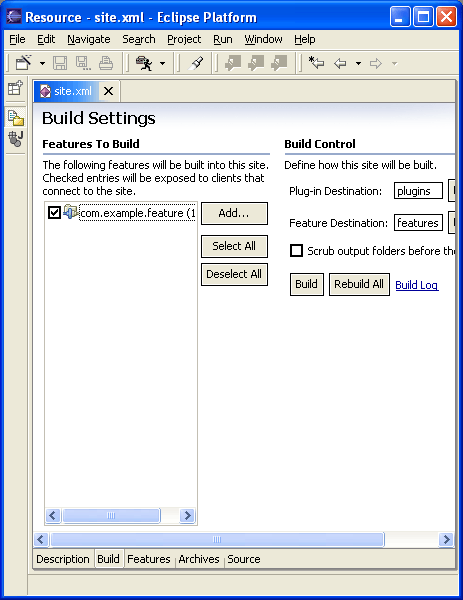 Resource - site.xml - Eclipse Platform
File Edit Navigate Search Project Run Window Help
site.xml
Build Settings
Features To Build
The following features will be built into this site.
Checked entries will be exposed to clients that
connect to the site.
com.example.feature (1
Add...
Select All
Deselect All
Build Control
Define how this site will be built.
Plug-in Destination: plugins
Feature Destination: features
Scrub output folders before the
Build Rebuild All Build Log
Description Build Features Archives Source